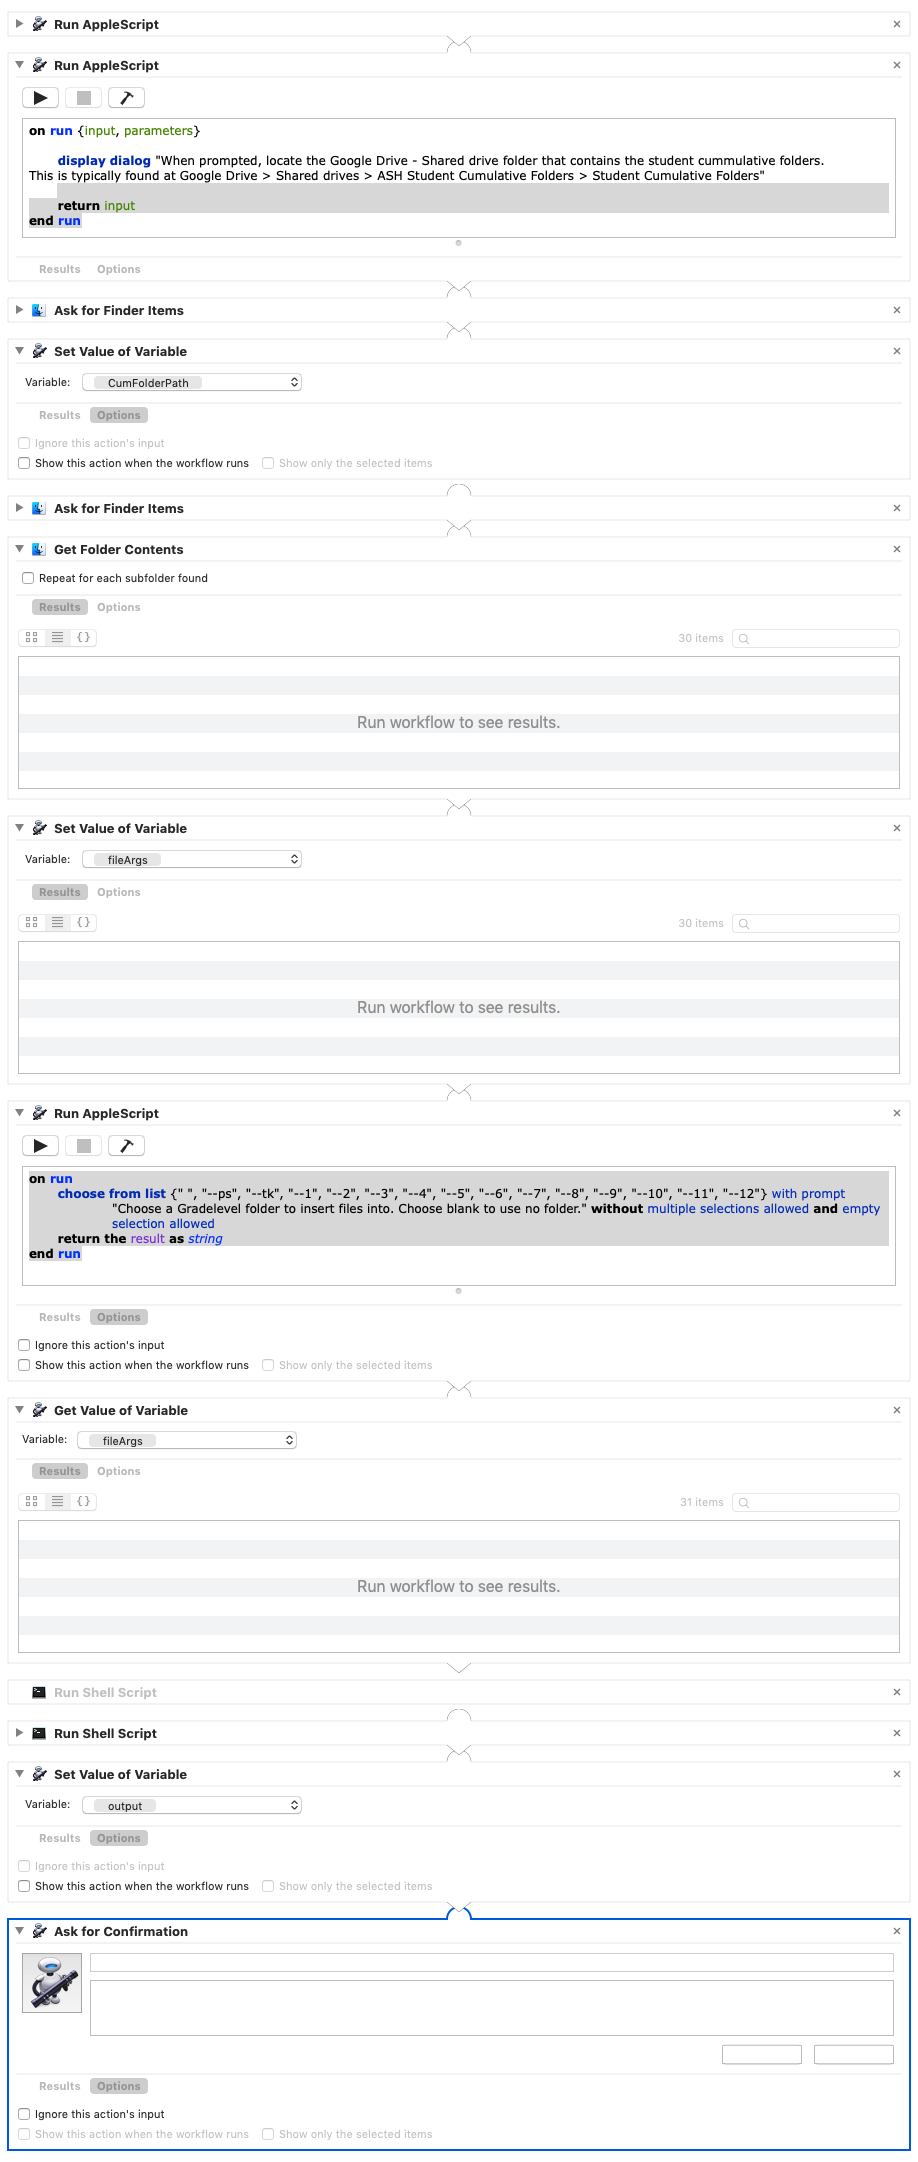 Run AppleScript
Run AppleScript
on run {input, parameters}
display dialog "When prompted, locate the Google Drive - Shared drive folder that contains the student cummulative folders.
This is typically found at Google Drive > Shared drives > ASH Student Cumulative Folders > Student Cumulative Folders"
return input
end run
Results Options
Ask for Finder Items
Set Value of Variable
Variable: CumFolderPath
Results Options
Ignore this action's input
Show this action when the workflow runs Show only the selected items
Ask for Finder Items
Get Folder Contents
Repeat for each subfolder found
Results Options
30 items
Run workflow to see results.
Set Value of Variable
Variable: fileArgs
Results Options
30 items
Run workflow to see results.
Run AppleScript
on run
choose from list {" ", "--ps", "--tk", "--1", "--2", "--3", "--4", "--5", "--6", "--7", "--8", "--9", "--10", "--11", "--12"} with prompt
"Choose a Gradelevel folder to insert files into. Choose blank to use no folder." without multiple selections allowed and empty
selection allowed
return the result as string
end run
Results Options
Ignore this action's input
Show this action when the workflow runs Show only the selected items
Get Value of Variable
Variable: fileArgs
Results Options
31 items
Run workflow to see results.
Run Shell Script
Run Shell Script
Set Value of Variable
Variable: output
Results Options
Ignore this action's input
Show this action when the workflow runs Show only the selected items
Ask for Confirmation
Results Options
Ignore this action's input
Show this action when the workflow runs Show only the selected items